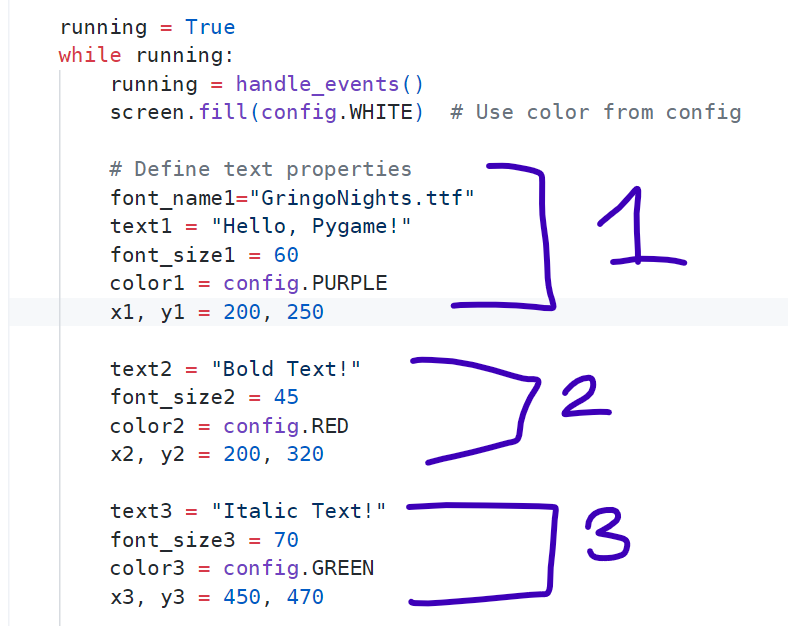 running = True
while running:
running = handle_events()
screen.fill(config.WHITE)  # Use color from config
# Define text properties
font_name1="GringoNights.ttf"
text1 = "Hello, Pygame!"
font_size1 = 60
color1 = config.PURPLE
x1, y1 = 200, 250
1
text2 = "Bold Text!"
font_size2 = 45
color2 = config.RED
x2, y2 = 200, 320
2
text3 = "Italic Text!"
font_size3 = 70
color3 = config.GREEN
x3, y3 = 450, 470
3